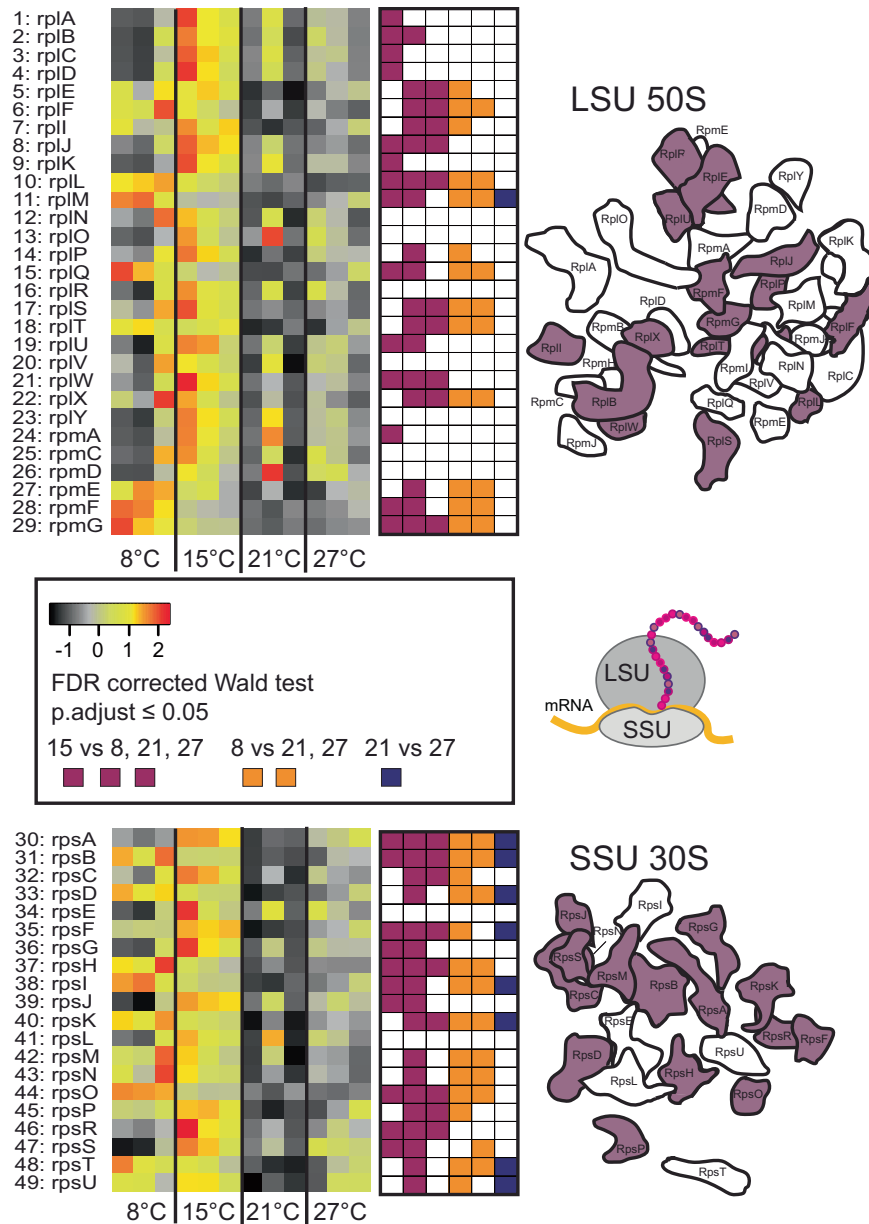 1: rplA
2: rplB
3: rplC
4: rplD
5: rplE
6: rplF
7: rplI
8: rplJ
9: rplK
10: rplL
11: rplM
12: rplN
13: rplO
14: rplP
15: rplQ
16: rplR
17: rplS
18: rplT
19: rplU
20: rplV
21: rplW
22: rplX
23: rplY
24: rpmA
25: rpmC
26: rpmD
27: rpmE
28: rpmF
29: rpmG
8°C 15°C 21°C 27°C
LSU 50S
RpmE
RplF
RplE
RplY
RplU
RpmD
RplO
RpmA
RplK
RplA
RplJ
RpmF
RplP
RplD
RplM
RpmB
RplX
RpmG
RplF
RplI
RplT
RpmJ
RpmH
RpmI
RplN
RplC
RplV
RpmC
RplB
RplQ
RplL
RplW
RpmE
RpmJ
RplS
-1 0 1 2
FDR corrected Wald test
p.adjust ≤ 0.05
15 vs 8, 21, 27 8 vs 21, 27 21 vs 27
LSU
mRNA
SSU
30: rpsA
31: rpsB
32: rpsC
33: rpsD
34: rpsE
35: rpsF
36: rpsG
37: rpsH
38: rpsI
39: rpsJ
40: rpsK
41: rpsL
42: rpsM
43: rpsN
44: rpsO
45: rpsP
46: rpsR
47: rpsS
48: rpsT
49: rpsU
8°C 15°C 21°C 27°C
SSU 30S
RpsI
RpsJ
RpsN
RpsG
RpsS
RpsM
RpsB
RpsK
RpsC
RpsA
RpsE
RpsR
RpsF
RpsU
RpsD
RpsH
RpsL
RpsO
RpsP
RpsT